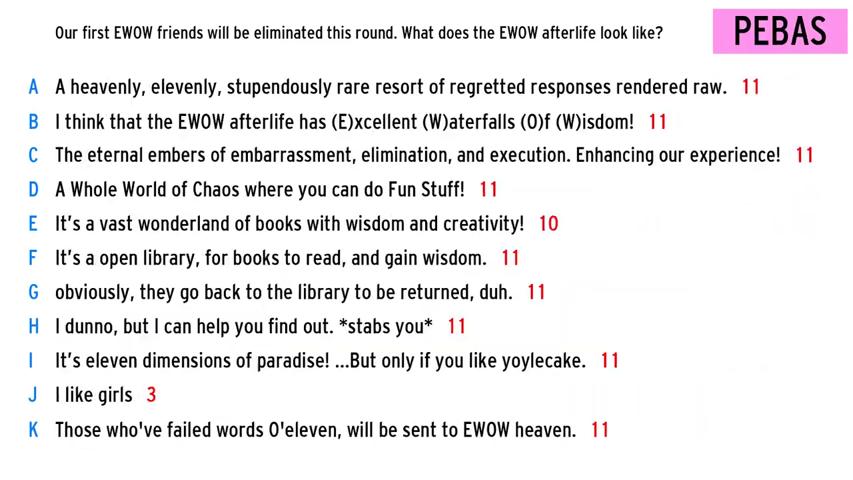 Our first EWOW friends will be eliminated this round. What does the EWOW afterlife look like?
PEBAS
A A heavenly, elevenly, stupendously rare resort of regretted responses rendered raw. 11
B I think that the EWOW afterlife has (E)xcellent (W)aterfalls (O)f (W)isdom! 11
C The eternal embers of embarrassment, elimination, and execution. Enhancing our experience! 11
D A Whole World of Chaos where you can do Fun Stuff! 11
E It's a vast wonderland of books with wisdom and creativity! 10
F It's a open library, for books to read, and gain wisdom. 11
G obviously, they go back to the library to be returned, duh. 11
H I dunno, but I can help you find out. *stabs you* 11
I It's eleven dimensions of paradise! ...But only if you like yoylecake. 11
J I like girls 3
K Those who've failed words O'eleven, will be sent to EWOW heaven. 11